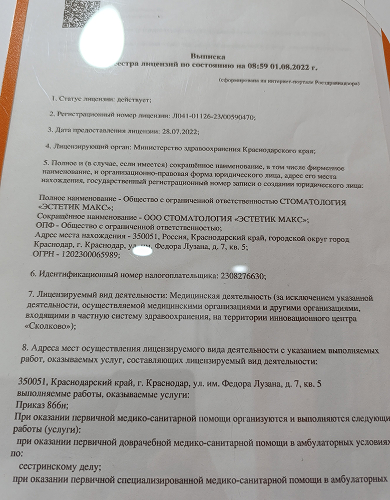 Выписка
еестра лицензий по состоянию на 08:59 01.08.2022 г.
(сформирована на интернет-портале Росздравнадзора)
1. Статус лицензии: действует;
2. Регистрационный номер лицензии: Л041-01126-23/00590470;
3. Дата предоставления лицензии: 28.07.2022;
4. Лицензирующий орган: Министерство здравоохранения Краснодарского края;
5. Полное и (в случае, если имеется) сокращённое наименование, в том числе фирменное
наименование, и организационно-правовая форма юридического лица, адрес его места
нахождения, государственный регистрационный номер записи о создании юридического лица:
Полное наименование - Общество с ограниченной ответственностью СТОМАТОЛОГИЯ
«ЭСТЕТИК МАКС»;
Сокращённое наименование - ООО СТОМАТОЛОГИЯ «ЭСТЕТИК МАКС»;
ОПФ - Общество с ограниченной ответственностью;
Адрес места нахождения - 350051, Россия, Краснодарский край, городской округ город
Краснодар, г. Краснодар, ул. им. Федора Лузана, д. 7, кв. 5;
ОГРН - 1202300065989;
6. Идентификационный номер налогоплательщика: 2308276630;
7. Лицензируемый вид деятельности: Медицинская деятельность (за исключением указанной
деятельности, осуществляемой медицинскими организациями и другими организациями,
входящими в частную систему здравоохранения, на территории инновационного центра
«Сколково»);
8. Адреса мест осуществления лицензируемого вида деятельности с указанием выполняемых
работ, оказываемых услуг, составляющих лицензируемый вид деятельности:
350051, Краснодарский край, г. Краснодар, ул. им. Федора Лузана, д. 7, кв. 5
выполняемые работы, оказываемые услуги:
Приказ 866н;
При оказании первичной медико-санитарной помощи организуются и выполняются следующи
работы (услуги):
при оказании первичной доврачебной медико-санитарной помощи в амбулаторных условиях
по:
сестринскому делу;
при оказании первичной специализированной медико-санитарной помощи в амбулаторных